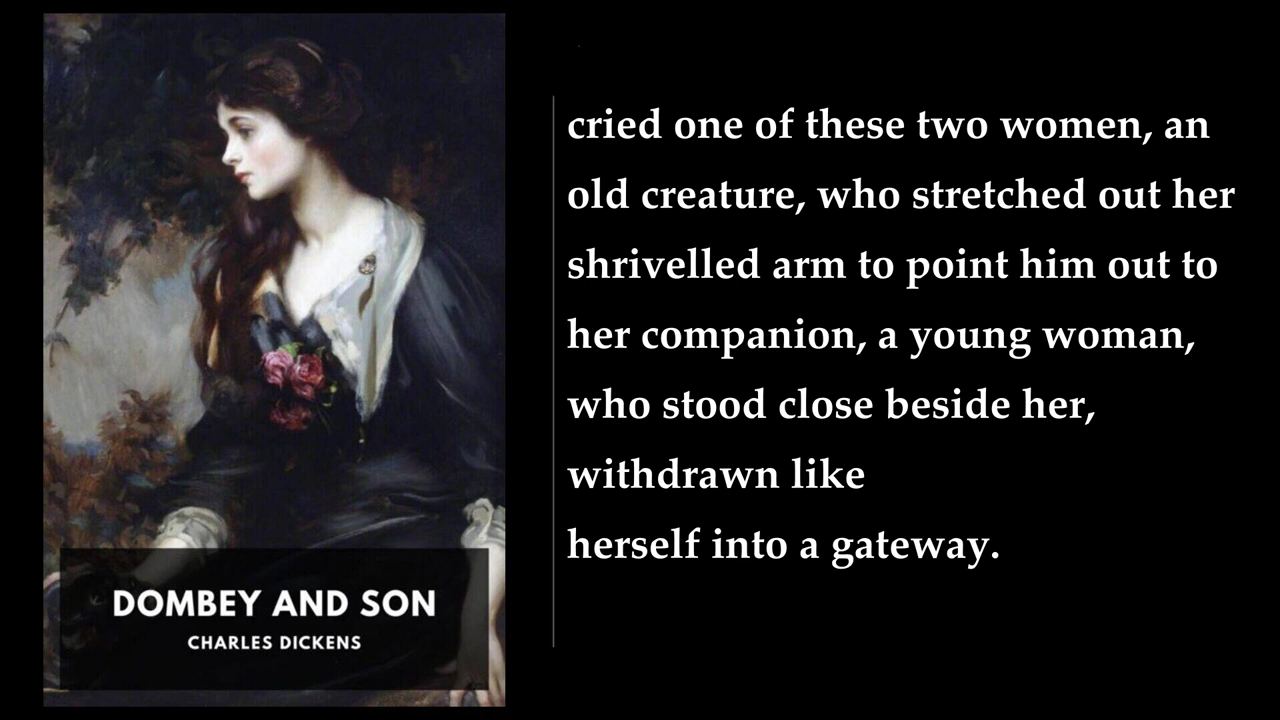 cried one of these two women, an
old creature, who stretched out her
shrivelled arm to point him out to
her companion, a young woman,
who stood close beside her,
withdrawn like
herself into a gateway.
DOMBEY AND SON
CHARLES DICKENS